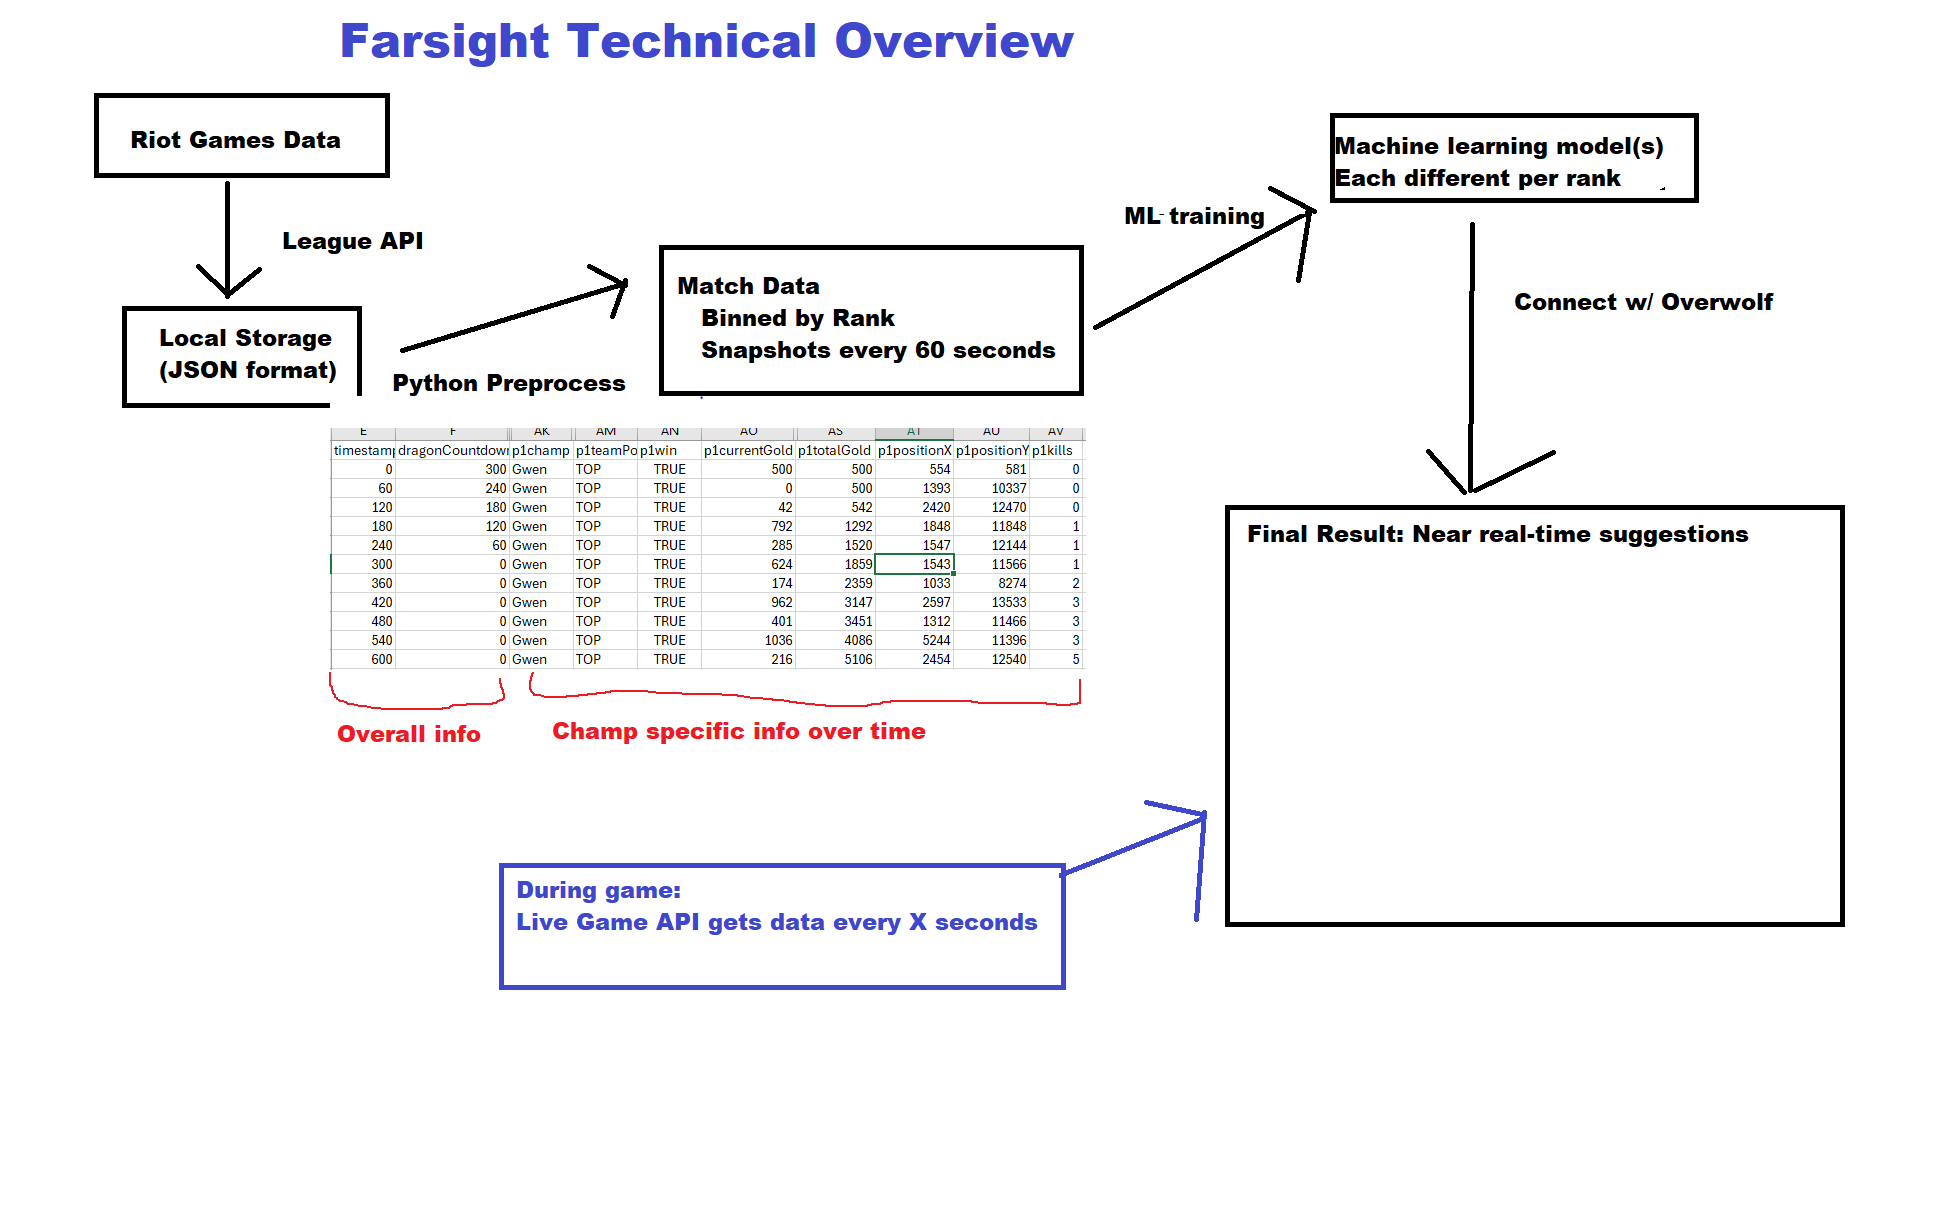 Farsight Technical Overview
Riot Games Data
League API
Local Storage
(JSON format)
Python Preprocess
Match Data
Binned by Rank
Snapshots every 60 seconds
ML training
Machine learning model(s)
Each different per rank
Connect w/ Overwolf
E F AK AM AN AO AS AT AU AV
timestam dragonCountdow p1champ p1teamPo p1win p1currentGold p1totalGold p1positionX p1positionY p1kills
0 300 Gwen TOP TRUE 500 500 554 581 0
60 240 Gwen TOP TRUE 0 500 1393 10337 0
120 180 Gwen TOP TRUE 42 542 2420 12470 0
180 120 Gwen TOP TRUE 792 1292 1848 11848 1
240 60 Gwen TOP TRUE 285 1520 1547 12144 1
300 0 Gwen TOP TRUE 624 1859 1543 11566 1
360 0 Gwen TOP TRUE 174 2359 1033 8274 2
420 0 Gwen TOP TRUE 962 3147 2597 13533 3
480 0 Gwen TOP TRUE 401 3451 1312 11466 3
540 0 Gwen TOP TRUE 1036 4086 5244 11396 3
600 0 Gwen TOP TRUE 216 5106 2454 12540 5
Overall info
Champ specific info over time
Final Result: Near real-time suggestions
During game:
Live Game API gets data every X seconds